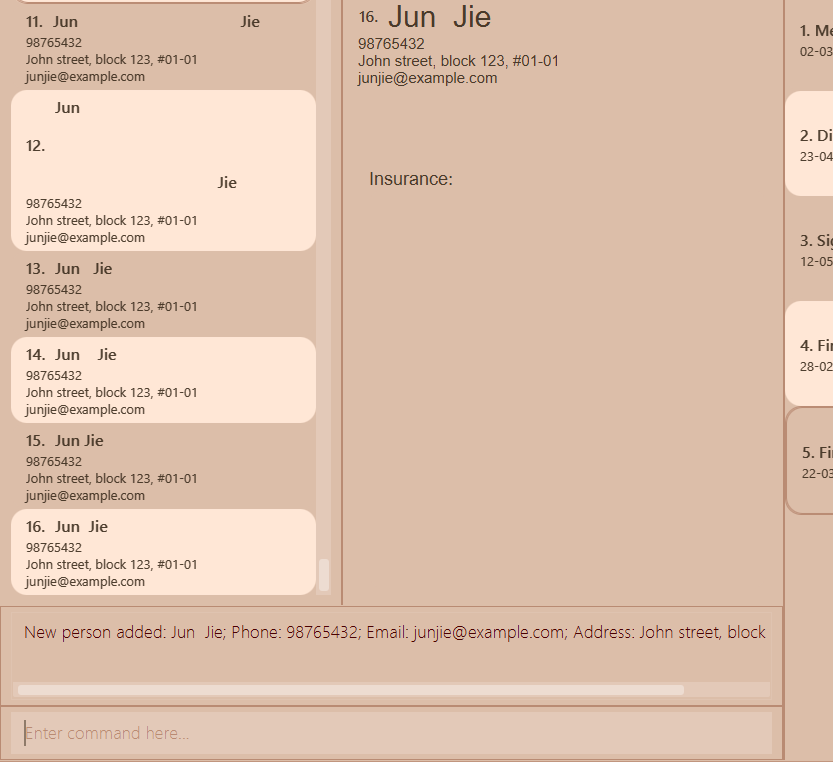 11. Jun Jie
98765432
John street, block 123, #01-01
junjie@example.com
Jun
12.
Jie
98765432
John street, block 123, #01-01
junjie@example.com
13. Jun Jie
98765432
John street, block 123, #01-01
junjie@example.com
14. Jun Jie
98765432
John street, block 123, #01-01
junjie@example.com
15. Jun Jie
98765432
John street, block 123, #01-01
junjie@example.com
16. Jun Jie
98765432
John street, block 123, #01-01
junjie@example.com
16. Jun Jie
98765432
John street, block 123, #01-01
junjie@example.com
Insurance:
1. Me
02-03
2. Di
23-04
3. Sig
12-05
4. Fin
28-02
5. Fin
22-03
New person added: Jun Jie; Phone: 98765432; Email: junjie@example.com; Address: John street, block
Enter command here...